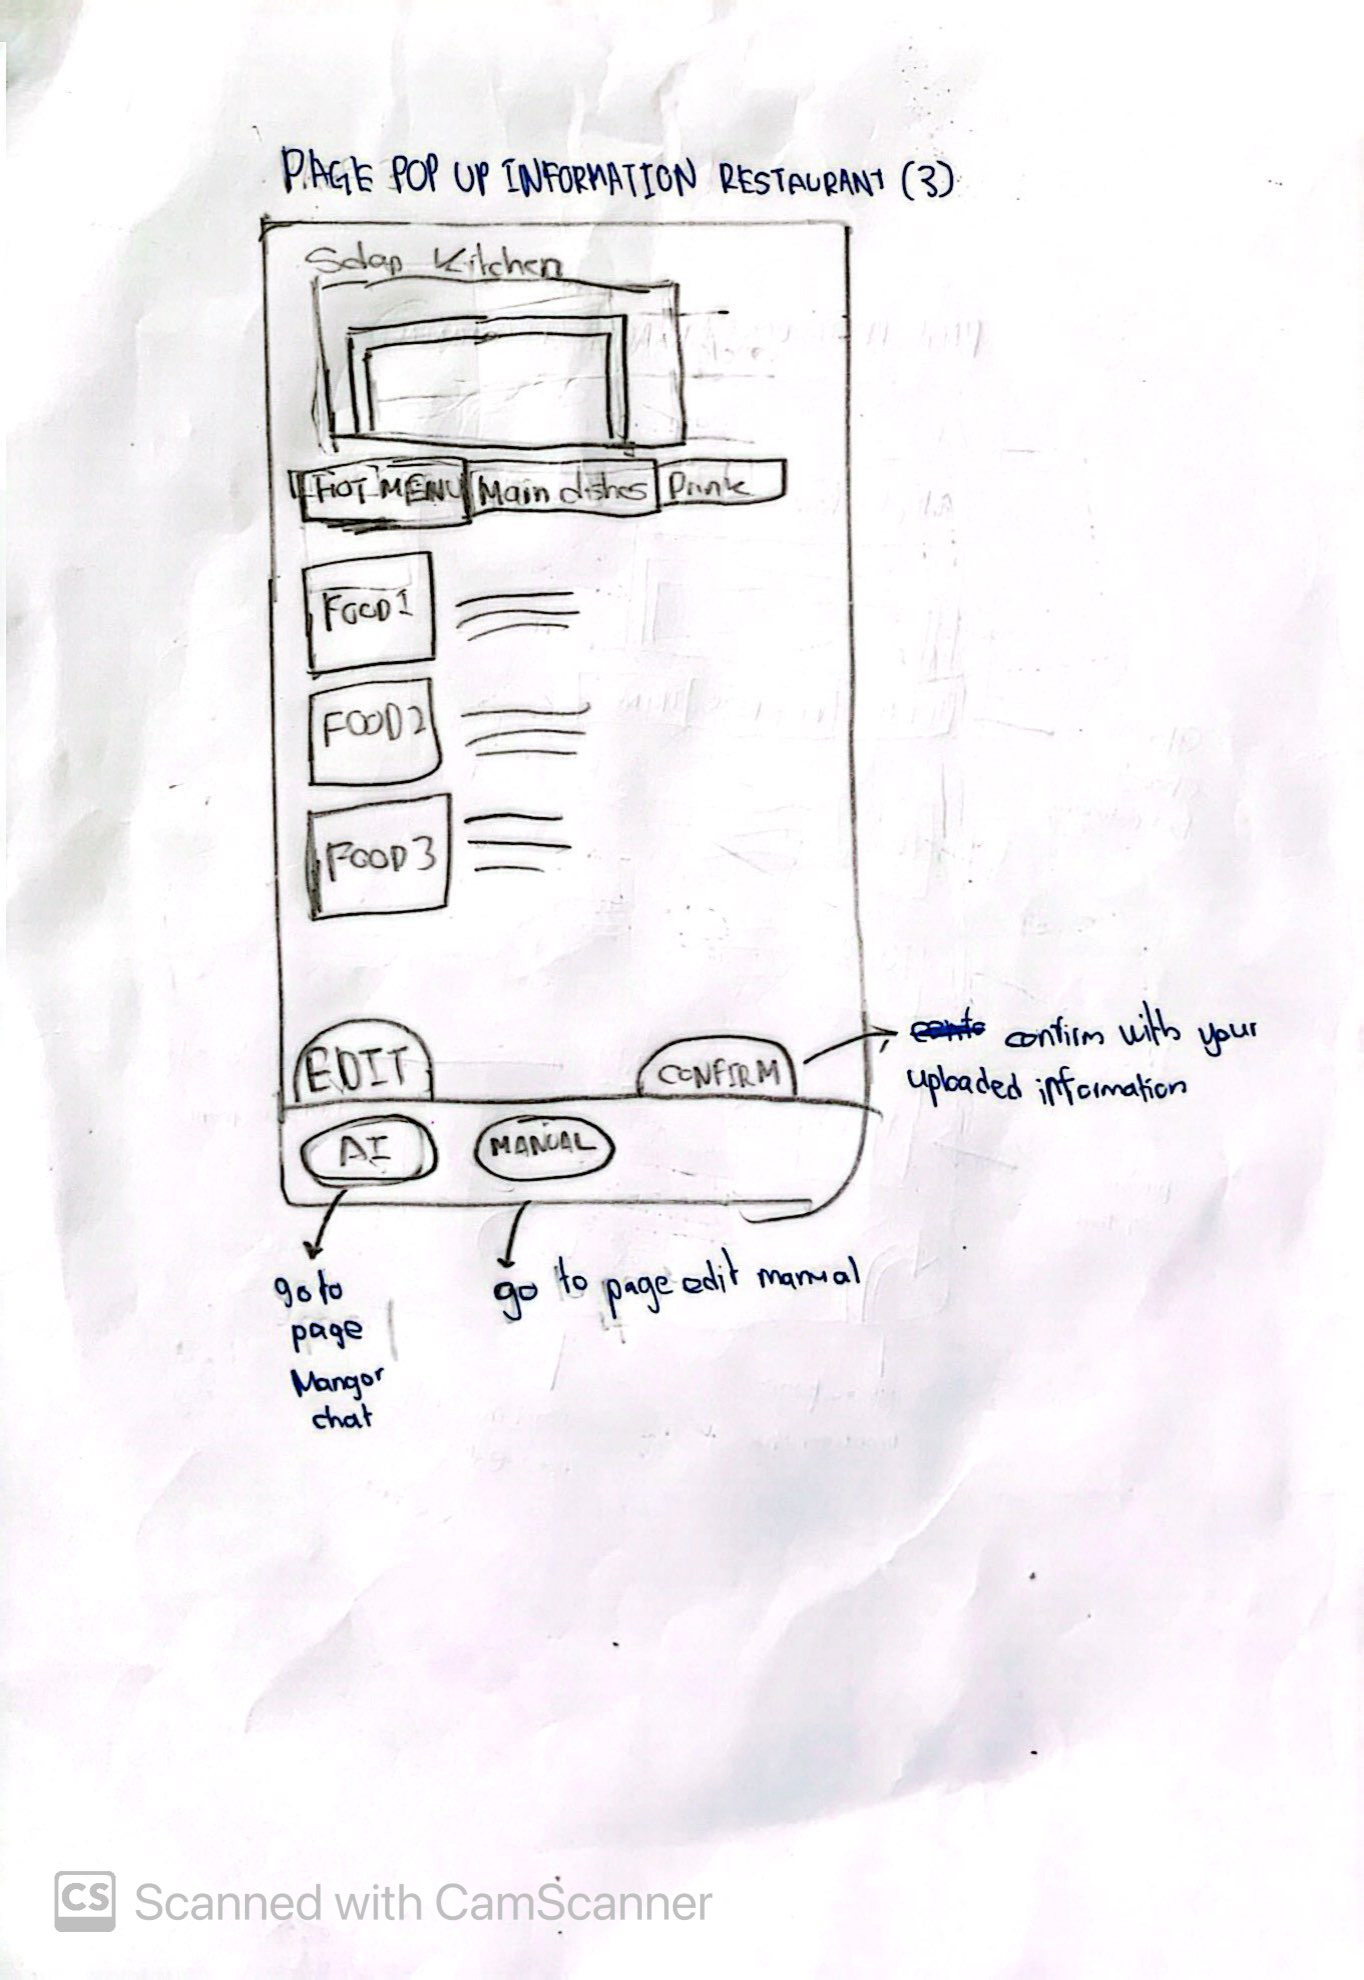 PAGE POP UP INFORMATION RESTAURANT (3)
Sdap Kitchen
HOT MENU Main dishes Drink
FOOD 1
FOOD 2
FOOD 3
EDIT CONFIRM
confirm with your
uploaded information
AI MANUAL
go to
page
Mangor
chat
go to page edit manual
CS Scanned with CamScanner